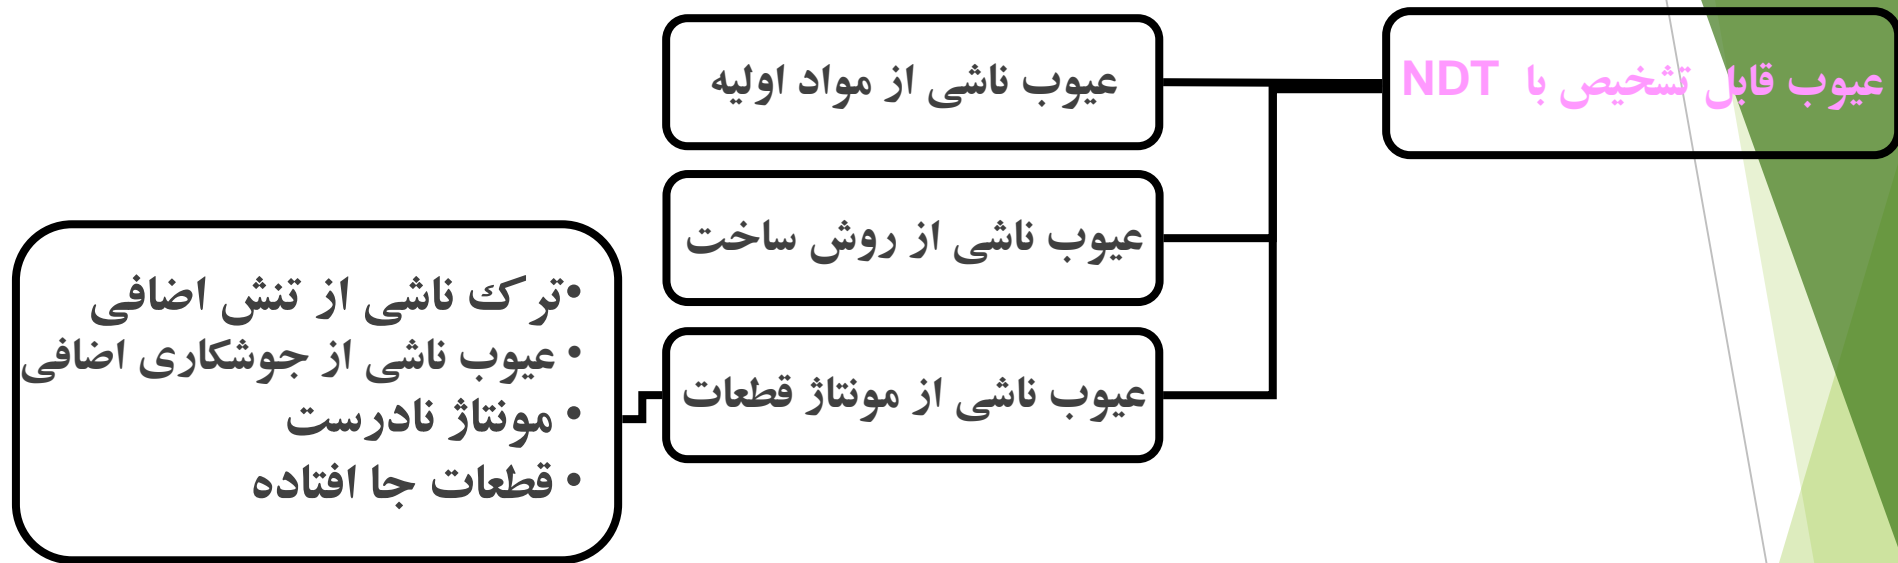 عیوب قابل تشخیص با NDT
عیوب ناشی از مواد اولیه
عیوب ناشی از روش ساخت
عیوب ناشی از مونتاژ قطعات
•ترک ناشی از تنش اضافی
• عیوب ناشی از جوشکاری اضافی
• مونتاژ نادرست
• قطعات جا افتاده